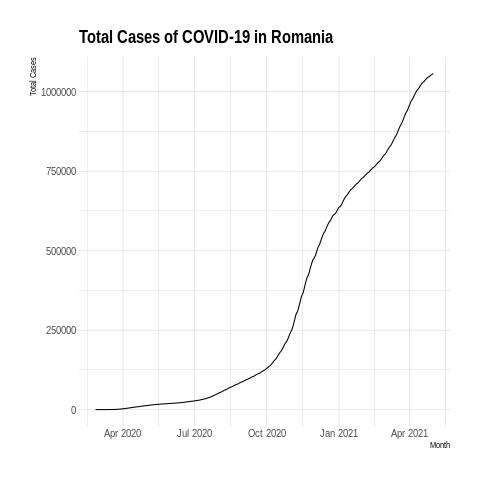 Total Cases of COVID-19 in Romania
Total Cases
1000000
750000
500000
250000
0
Apr 2020 Jul 2020 Oct 2020 Jan 2021 Apr 2021
Month